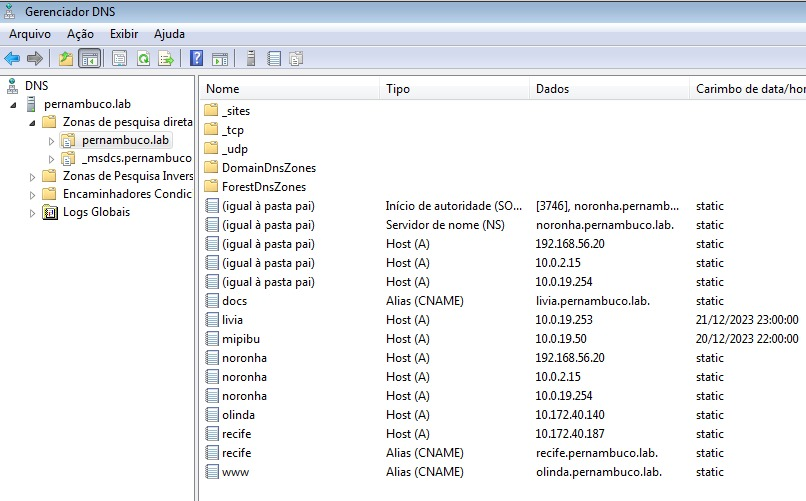 Gerenciador DNS
Arquivo Ação Exibir Ajuda
DNS
pernambuco.lab
Zonas de pesquisa direta
pernambuco.lab
_msdcs.pernambuco
Zonas de Pesquisa Invers
Encaminhadores Condic
Logs Globais
Nome Tipo Dados Carimbo de data/hor
_sites
_tcp
_udp
DomainDnsZones
ForestDnsZones
(igual à pasta pai) Início de autoridade (SO... [3746], noronha.pernamb... static
(igual à pasta pai) Servidor de nome (NS) noronha.pernambuco.lab. static
(igual à pasta pai) Host (A) 192.168.56.20 static
(igual à pasta pai) Host (A) 10.0.2.15 static
(igual à pasta pai) Host (A) 10.0.19.254 static
docs Alias (CNAME) livia.pernambuco.lab. static
livia Host (A) 10.0.19.253 21/12/2023 23:00:00
mipibu Host (A) 10.0.19.50 20/12/2023 22:00:00
noronha Host (A) 192.168.56.20 static
noronha Host (A) 10.0.2.15 static
noronha Host (A) 10.0.19.254 static
olinda Host (A) 10.172.40.140 static
recife Host (A) 10.172.40.187 static
recife Alias (CNAME) recife.pernambuco.lab. static
www Alias (CNAME) olinda.pernambuco.lab. static